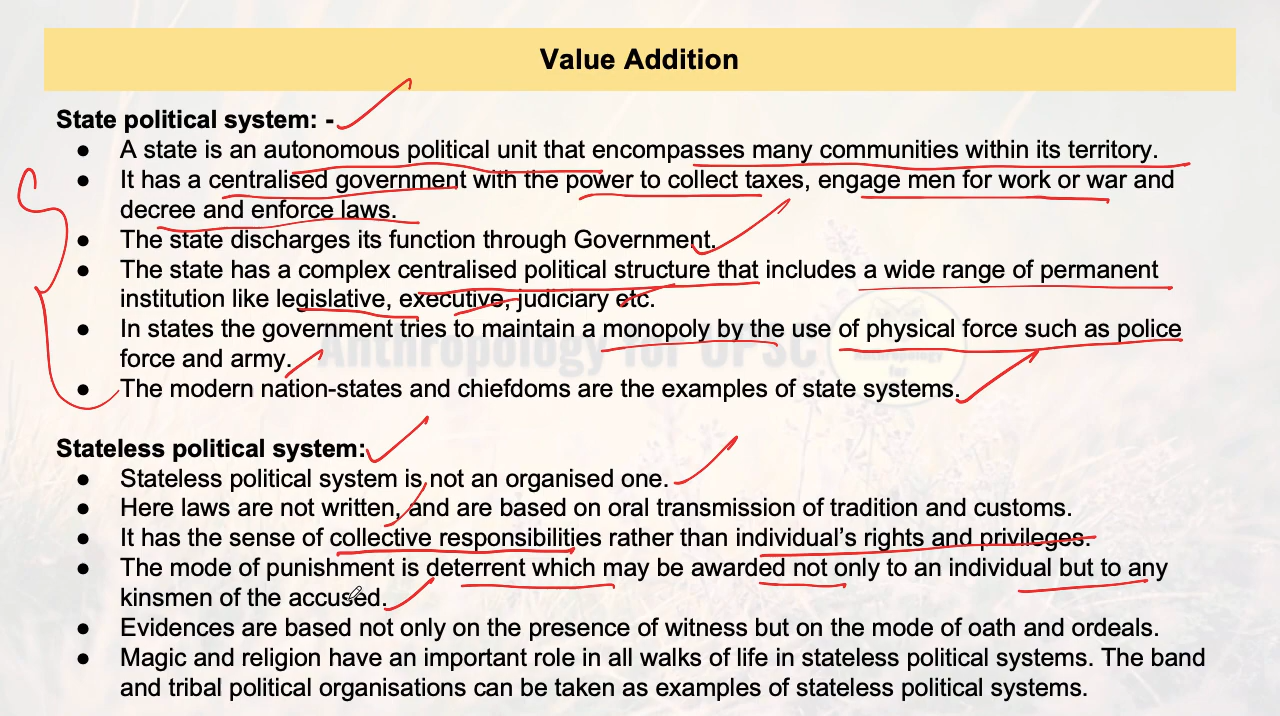 Value Addition
State political system: -
● A state is an autonomous political unit that encompasses many communities within its territory.
● It has a centralised government with the power to collect taxes, engage men for work or war and
decree and enforce laws.
● The state discharges its function through Government.
● The state has a complex centralised political structure that includes a wide range of permanent
institution like legislative, executive, judiciary etc.
● In states the government tries to maintain a monopoly by the use of physical force such as police
force and army.
● The modern nation-states and chiefdoms are the examples of state systems.
Stateless political system:
● Stateless political system is not an organised one.
● Here laws are not written, and are based on oral transmission of tradition and customs.
● It has the sense of collective responsibilities rather than individual's rights and privileges.
● The mode of punishment is deterrent which may be awarded not only to an individual but to any
kinsmen of the accused.
● Evidences are based not only on the presence of witness but on the mode of oath and ordeals.
● Magic and religion have an important role in all walks of life in stateless political systems. The band
and tribal political organisations can be taken as examples of stateless political systems.
Anthropology for UPSC
Anthropology
for